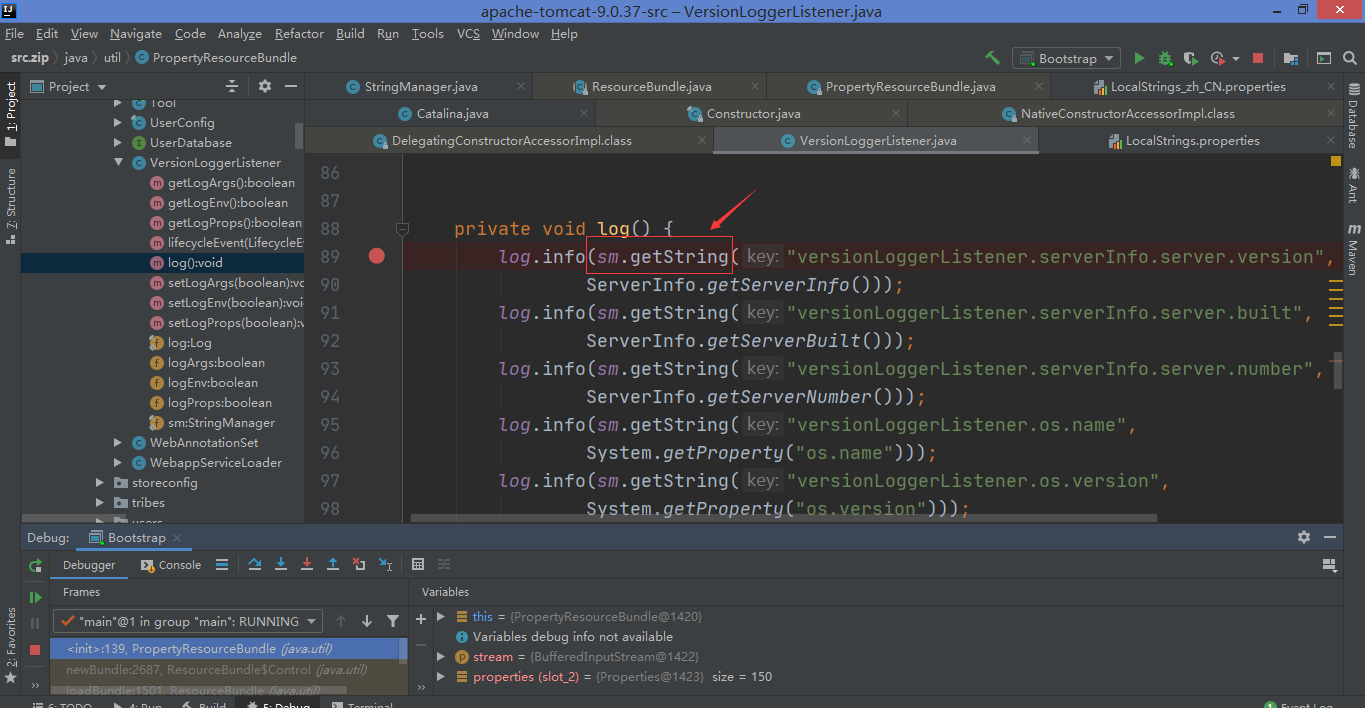 apache-tomcat-9.0.37-src – VersionLoggerListener.java
File Edit View Navigate Code Analyze Refactor Build Run Tools VCS Window Help
src.zip java util PropertyResourceBundle
Bootstrap
1: Project
7: Structure
2: Favorites
Project
Tool
UserConfig
UserDatabase
VersionLoggerListener
getLogArgs():boolean
getLogEnv():boolean
getLogProps():boolean
lifecycleEvent(LifecycleE
log():void
setLogArgs(boolean):vc
setLogEnv(boolean):voi
setLogProps(boolean):v
log:Log
logArgs:boolean
logEnv:boolean
logProps:boolean
sm:StringManager
WebAnnotationSet
WebappServiceLoader
storeconfig
tribes
users
StringManager.java ResourceBundle.java PropertyResourceBundle.java LocalStrings_zh_CN.properties
Catalina.java Constructor.java NativeConstructorAccessorImpl.class
DelegatingConstructorAccessorImpl.class VersionLoggerListener.java LocalStrings.properties
86
87
88 private void log() {
89 log.info(sm.getString( key: "versionLoggerListener.serverInfo.server.version",
90 ServerInfo.getServerInfo()));
91 log.info(sm.getString( key: "versionLoggerListener.serverInfo.server.built",
92 ServerInfo.getServerBuilt()));
93 log.info(sm.getString( key: "versionLoggerListener.serverInfo.server.number",
94 ServerInfo.getServerNumber()));
95 log.info(sm.getString( key: "versionLoggerListener.os.name",
96 System.getProperty("os.name")));
97 log.info(sm.getString( key: "versionLoggerListener.os.version",
98 System.getProperty("os.version")));
Database
Ant
m Maven
Debug: Bootstrap
Debugger Console
Frames
"main"@1 in group "main": RUNNING
<init>:139, PropertyResourceBundle (java.util)
newBundle:2687, ResourceBundle$Control (java.util)
loadBundle:1501, ResourceBundle (java.util)
Variables
this = {PropertyResourceBundle@1420}
Variables debug info not available
stream = {BufferedInputStream@1422}
properties (slot_2) = {Properties@1423} size = 150
6: TODO 4: Run Build 5: Debug Terminal 1 Event Log